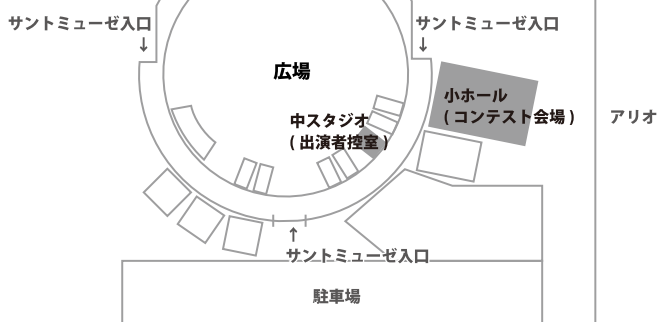 サントミューゼ入口
↓
サントミューゼ入口
↓
広場
小ホール
( コンテスト会場 )
アリオ
中スタジオ
( 出演者控室 )
↑
サントミューゼ入口
駐車場